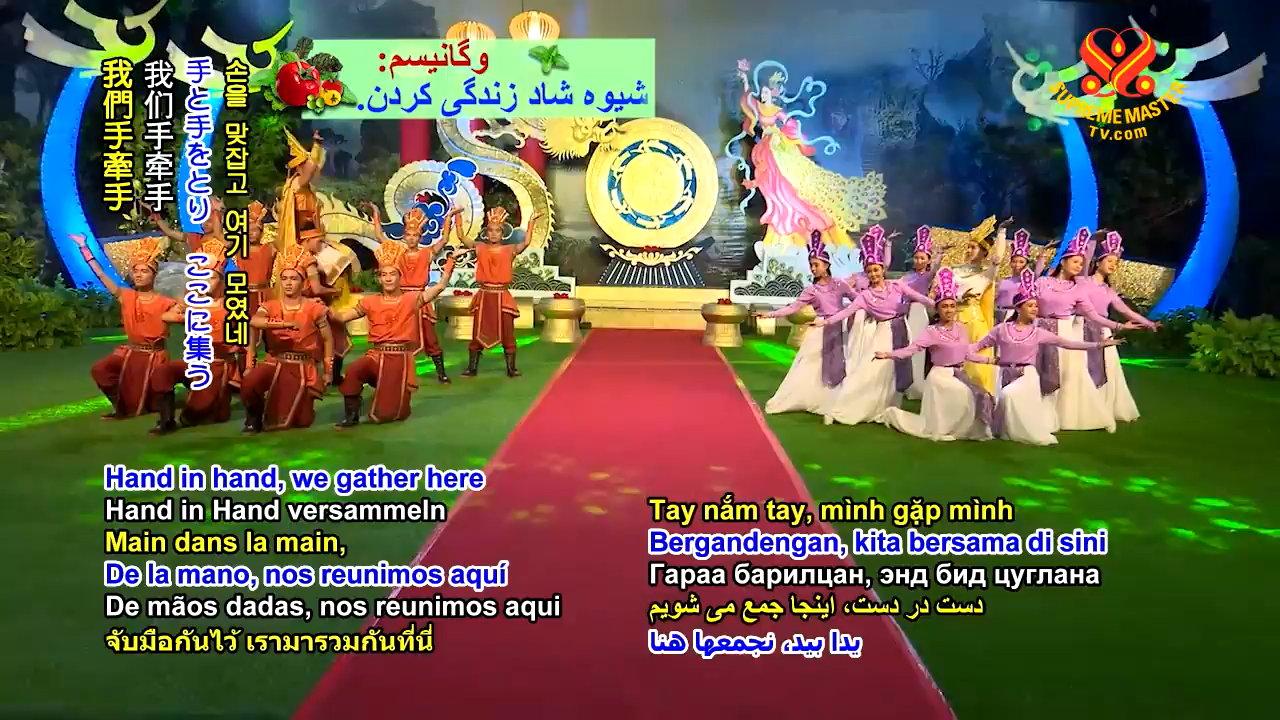 وگانیسم:
شیوه شاد زندگی کردن.
SUPREME MASTER
TV.com
손을 맞잡고 여기 모였네
手と手をとり ここに集う
我们手牵手
我們手牽手
Hand in hand, we gather here
Hand in Hand versammeln
Main dans la main,
De la mano, nos reunimos aquí
De mãos dadas, nos reunimos aqui
จับมือกันไว้ เรามารวมกันที่นี่
Tay nắm tay, mình gặp mình
Bergandengan, kita bersama di sini
Гараа барилцан, энд бид цуглана
دست در دست، اینجا جمع می شویم
يدا بيد، نجمعها هنا